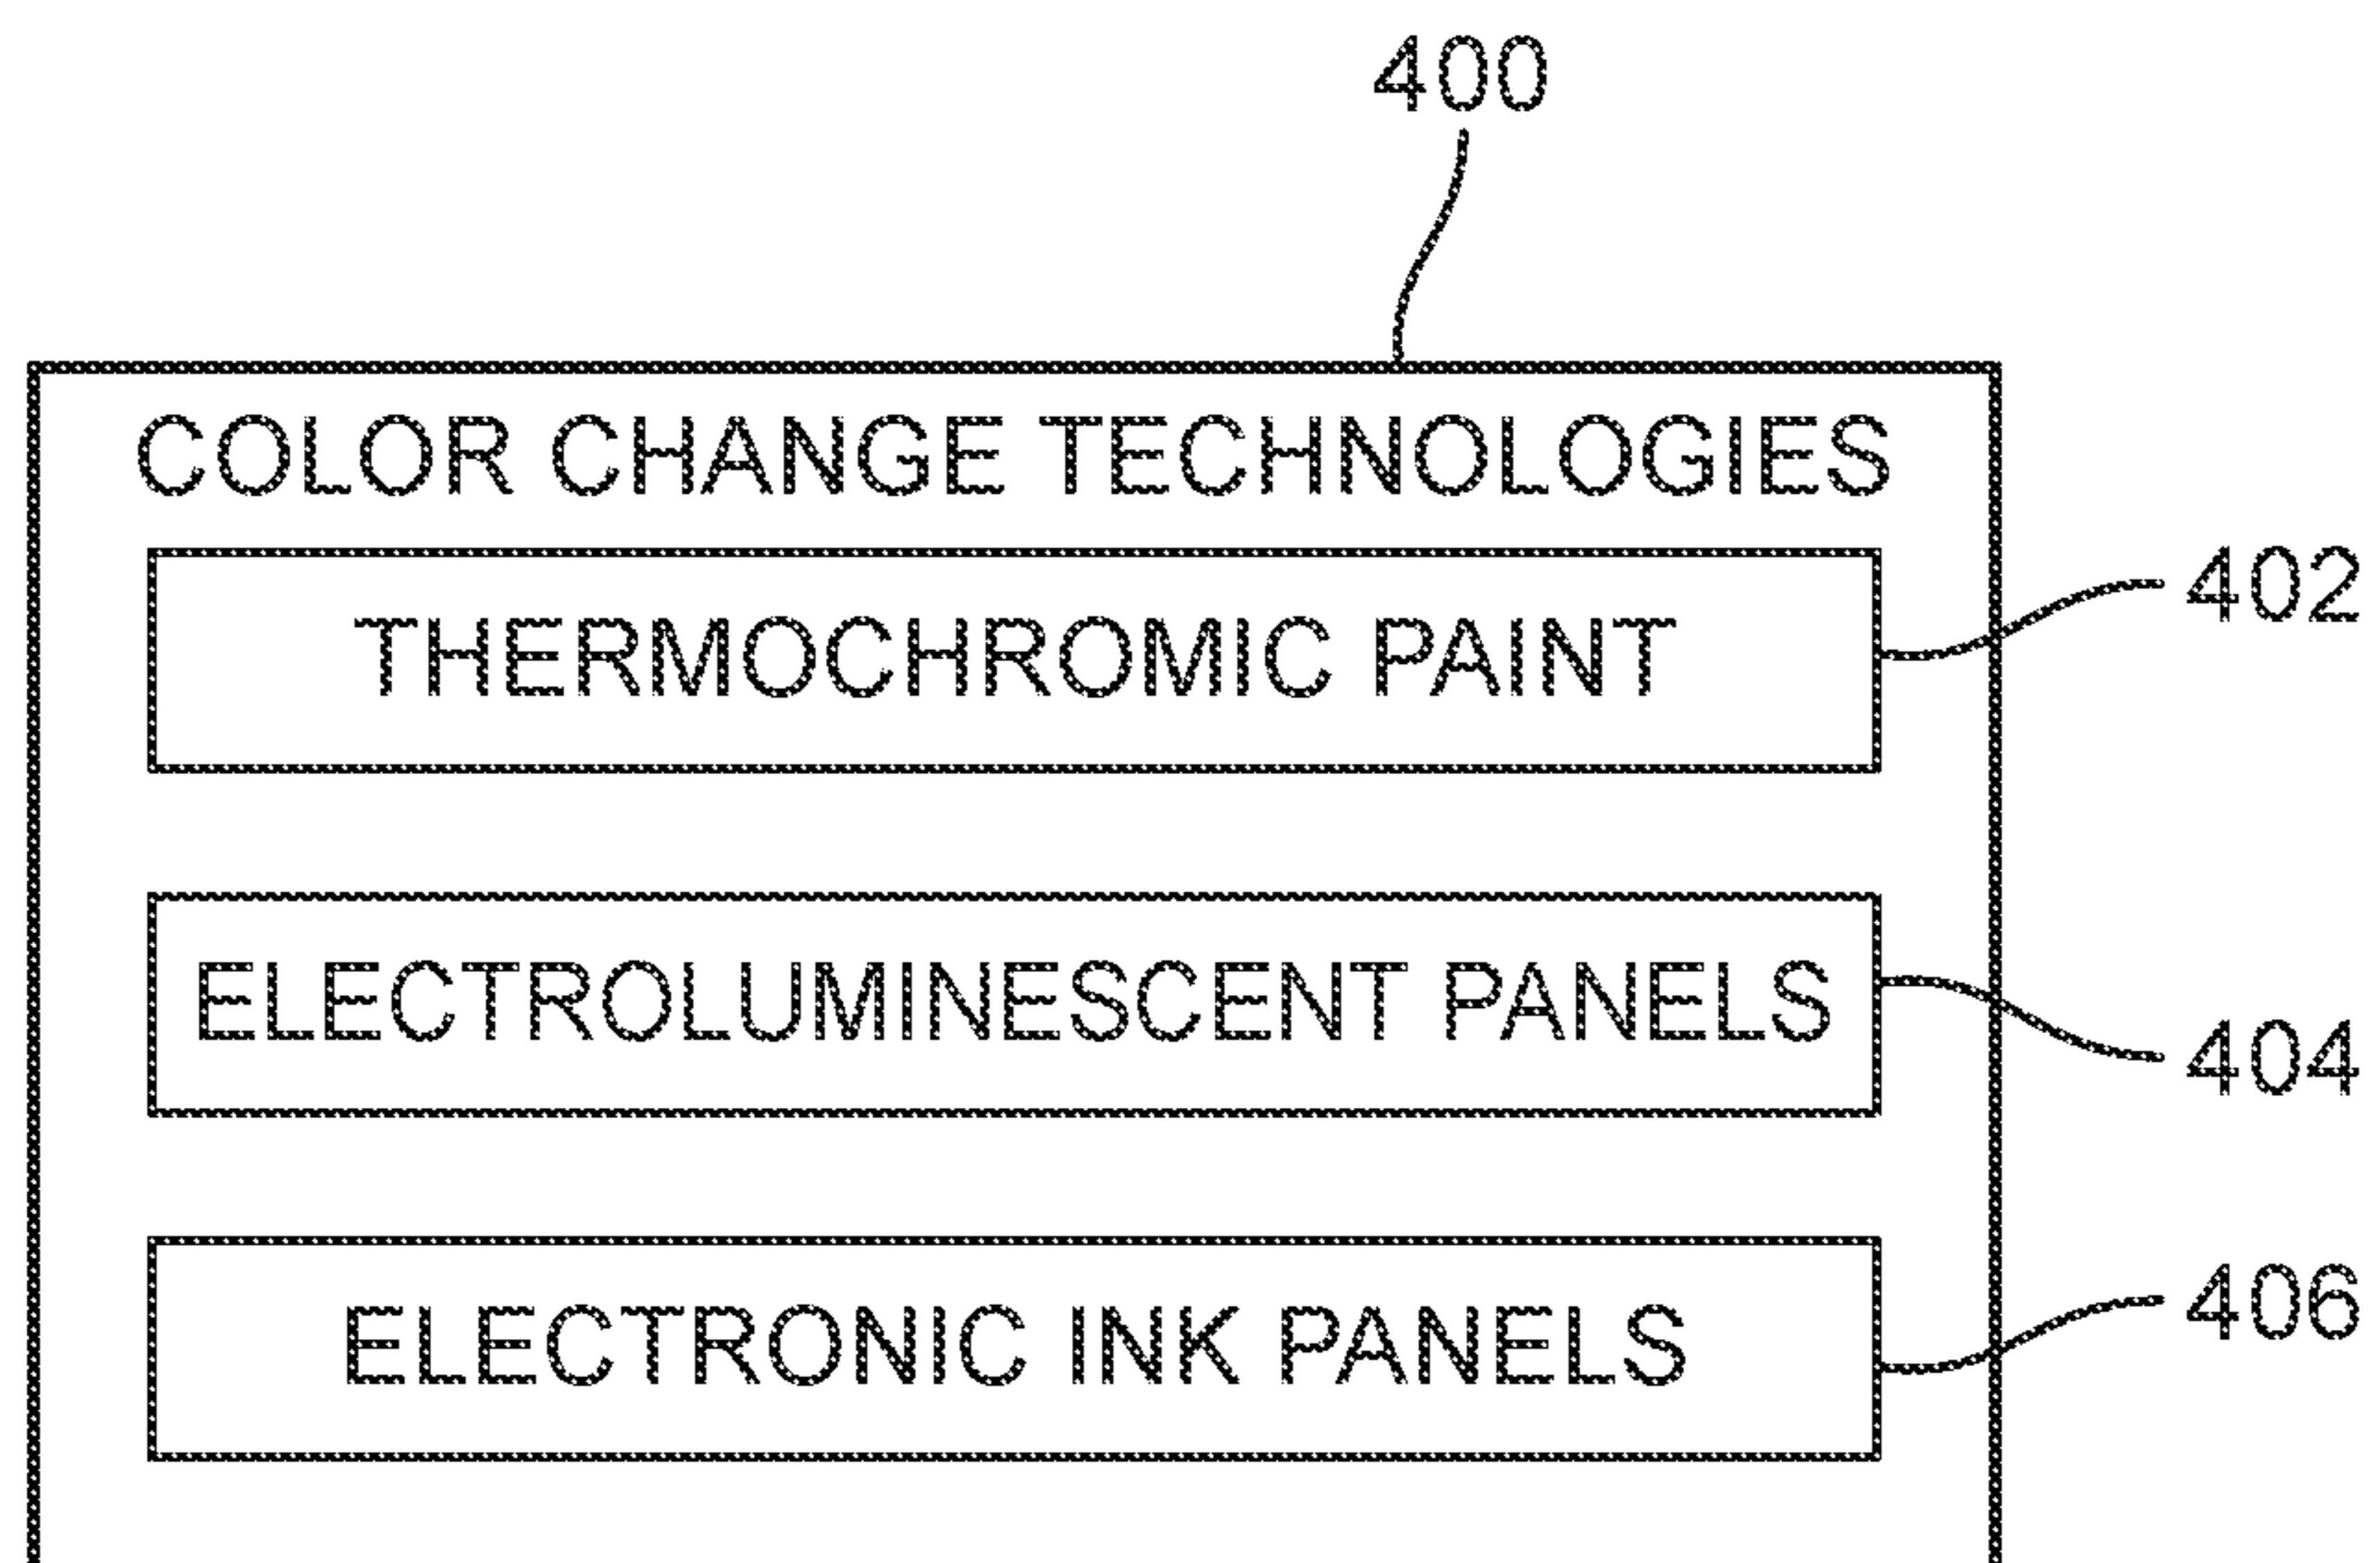 400
COLOR CHANGE TECHNOLOGIES
THERMOCHROMIC PAINT
402
ELECTROLUMINESCENT PANELS
404
ELECTRONIC INK PANELS
406